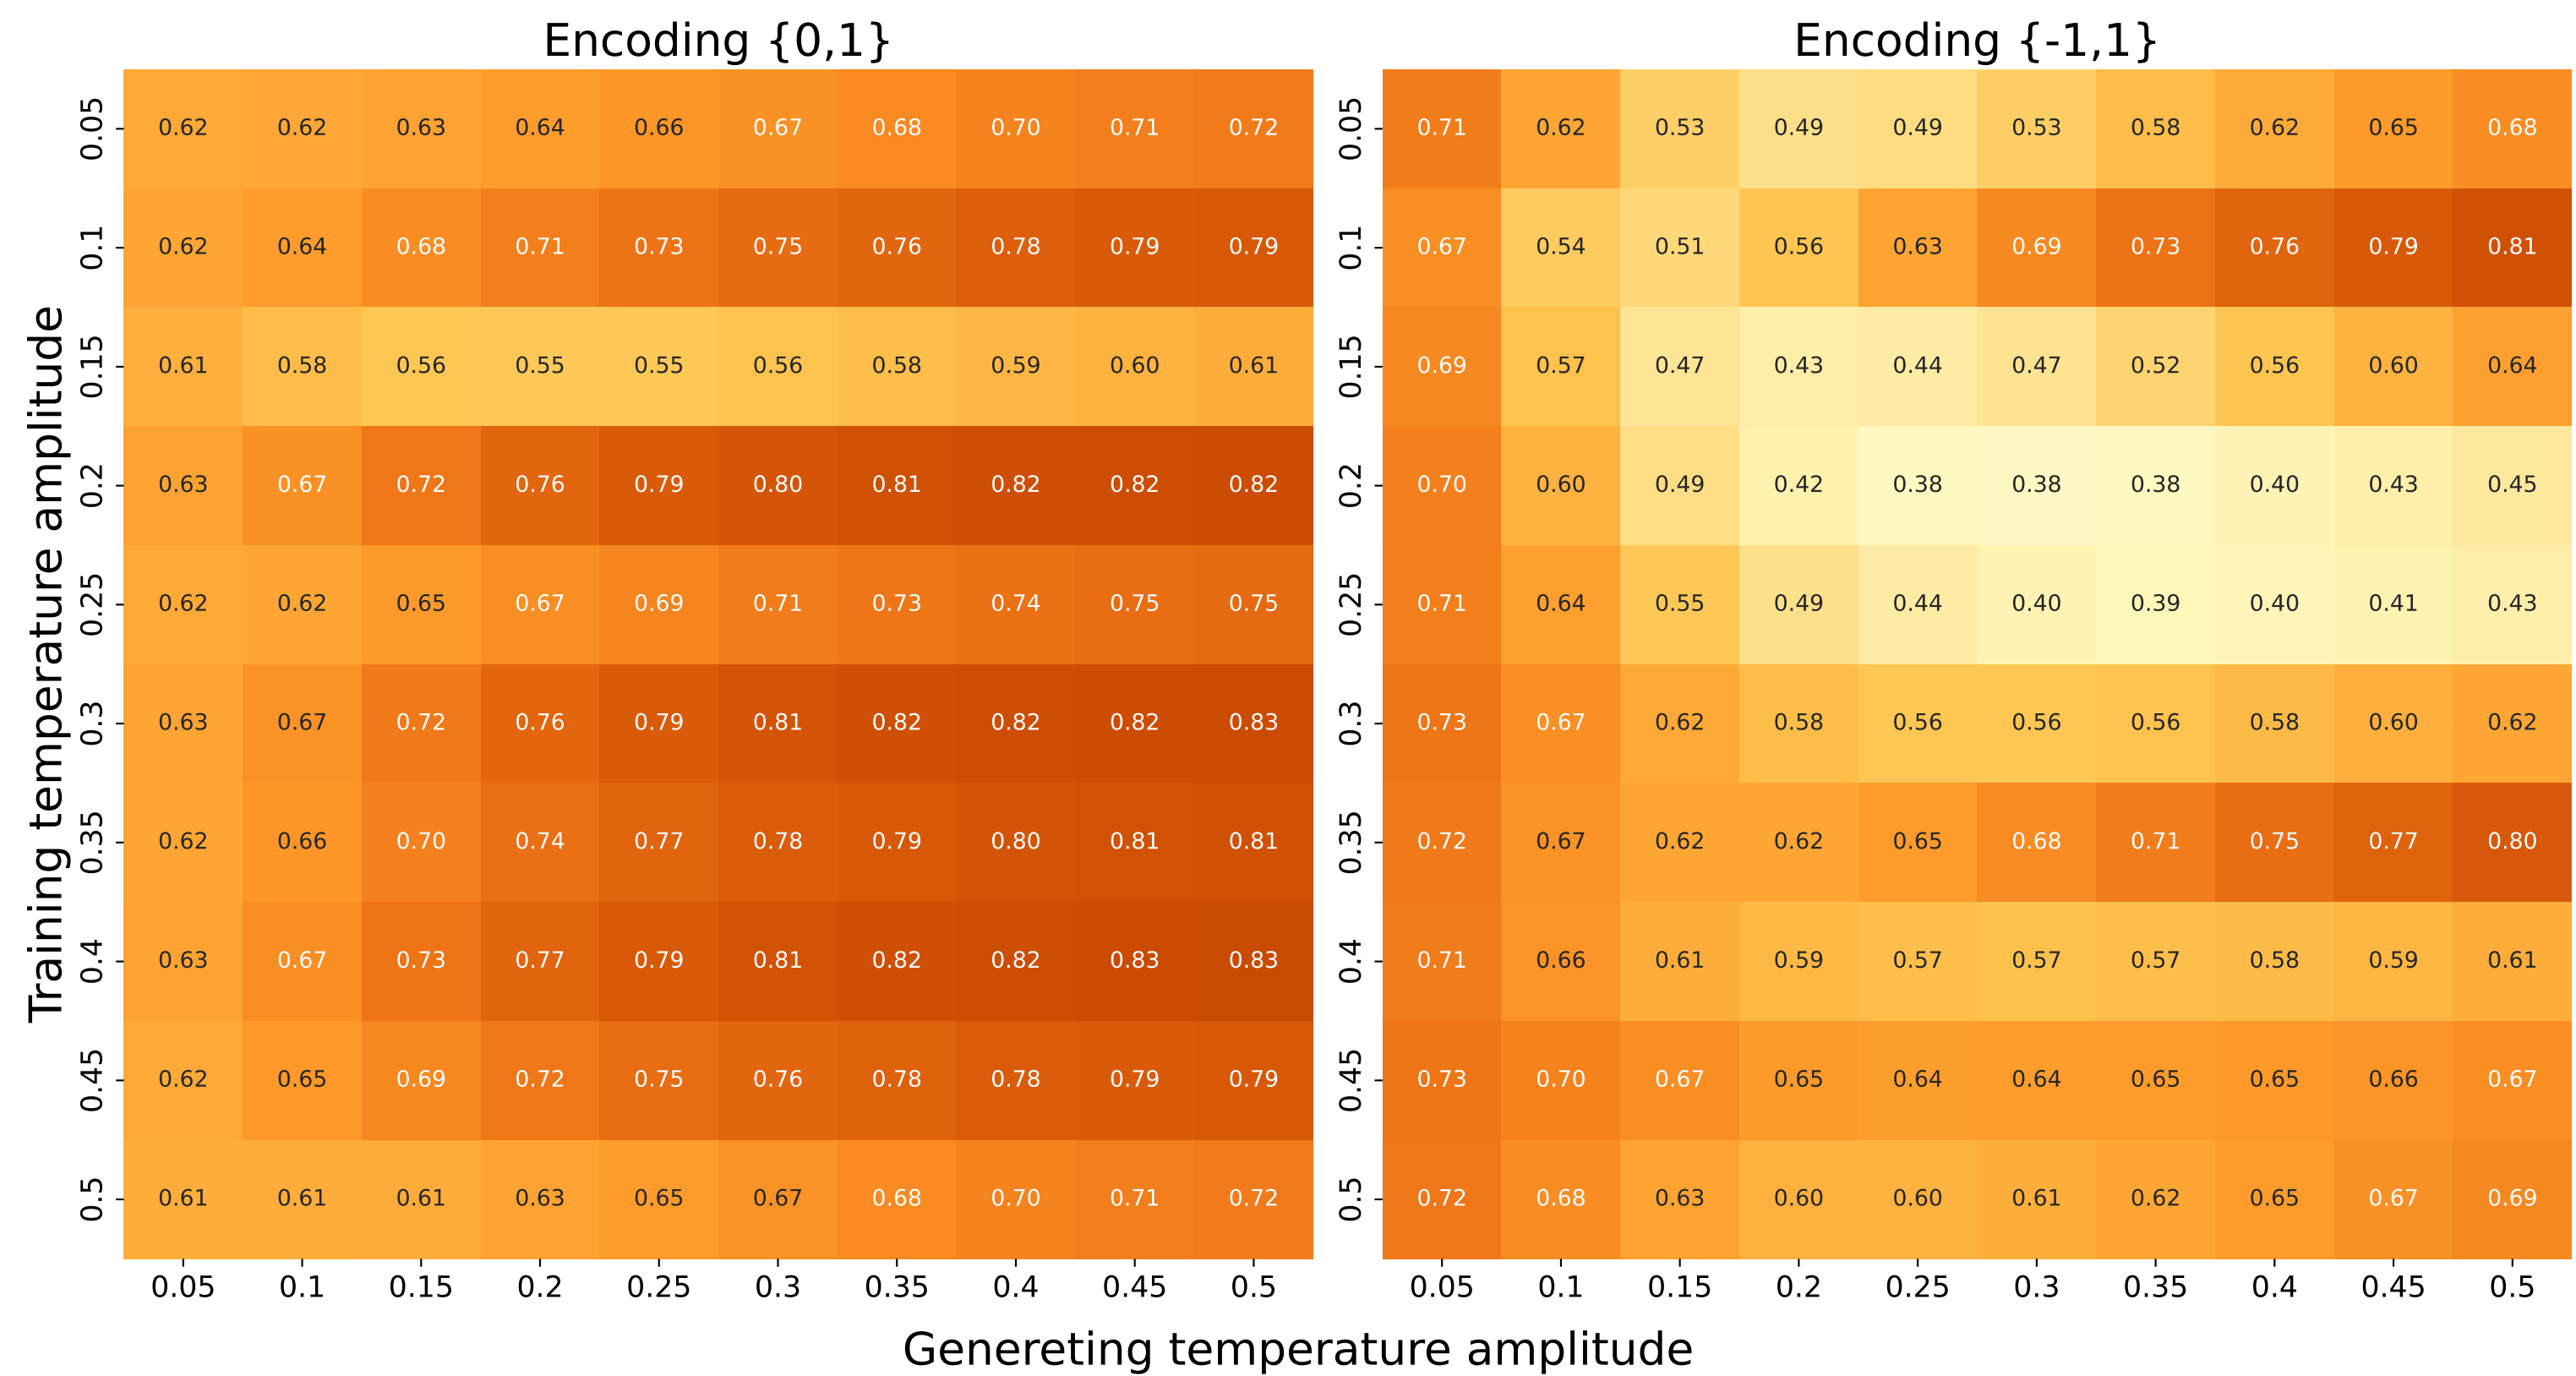 Encoding {0,1}
Encoding {-1,1}
Training temperature amplitude
0.05 0.62 0.62 0.63 0.64 0.66 0.67 0.68 0.70 0.71 0.72
0.1 0.62 0.64 0.68 0.71 0.73 0.75 0.76 0.78 0.79 0.79
0.15 0.61 0.58 0.56 0.55 0.55 0.56 0.58 0.59 0.60 0.61
0.2 0.63 0.67 0.72 0.76 0.79 0.80 0.81 0.82 0.82 0.82
0.25 0.62 0.62 0.65 0.67 0.69 0.71 0.73 0.74 0.75 0.75
0.3 0.63 0.67 0.72 0.76 0.79 0.81 0.82 0.82 0.82 0.83
0.35 0.62 0.66 0.70 0.74 0.77 0.78 0.79 0.80 0.81 0.81
0.4 0.63 0.67 0.73 0.77 0.79 0.81 0.82 0.82 0.83 0.83
0.45 0.62 0.65 0.69 0.72 0.75 0.76 0.78 0.78 0.79 0.79
0.5 0.61 0.61 0.61 0.63 0.65 0.67 0.68 0.70 0.71 0.72
0.05 0.1 0.15 0.2 0.25 0.3 0.35 0.4 0.45 0.5
0.05 0.71 0.62 0.53 0.49 0.49 0.53 0.58 0.62 0.65 0.68
0.1 0.67 0.54 0.51 0.56 0.63 0.69 0.73 0.76 0.79 0.81
0.15 0.69 0.57 0.47 0.43 0.44 0.47 0.52 0.56 0.60 0.64
0.2 0.70 0.60 0.49 0.42 0.38 0.38 0.38 0.40 0.43 0.45
0.25 0.71 0.64 0.55 0.49 0.44 0.40 0.39 0.40 0.41 0.43
0.3 0.73 0.67 0.62 0.58 0.56 0.56 0.56 0.58 0.60 0.62
0.35 0.72 0.67 0.62 0.62 0.65 0.68 0.71 0.75 0.77 0.80
0.4 0.71 0.66 0.61 0.59 0.57 0.57 0.57 0.58 0.59 0.61
0.45 0.73 0.70 0.67 0.65 0.64 0.64 0.65 0.65 0.66 0.67
0.5 0.72 0.68 0.63 0.60 0.60 0.61 0.62 0.65 0.67 0.69
0.05 0.1 0.15 0.2 0.25 0.3 0.35 0.4 0.45 0.5
Genereting temperature amplitude